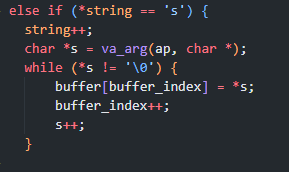 else if (*string == 's') {
string++;
char *s = va_arg(ap, char *);
while (*s != '\0') {
buffer[buffer_index] = *s;
buffer_index++;
s++;
}